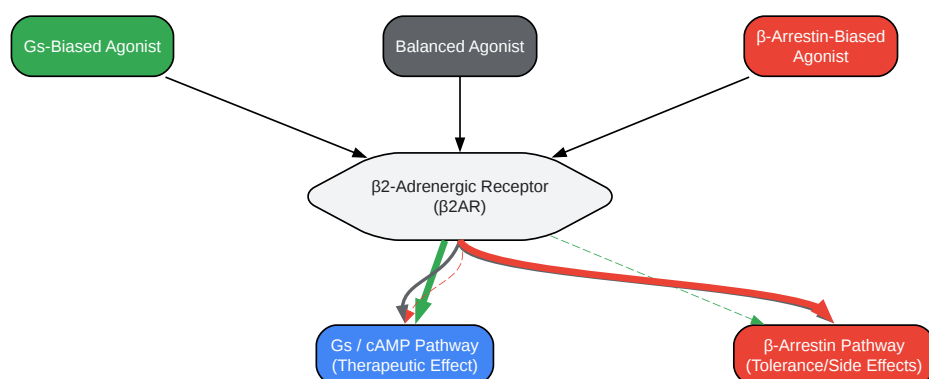 Gs-Biased Agonist
Balanced Agonist
β-Arrestin-Biased
Agonist
β2-Adrenergic Receptor
(β2AR)
Gs / cAMP Pathway
(Therapeutic Effect)
β-Arrestin Pathway
(Tolerance/Side Effects)